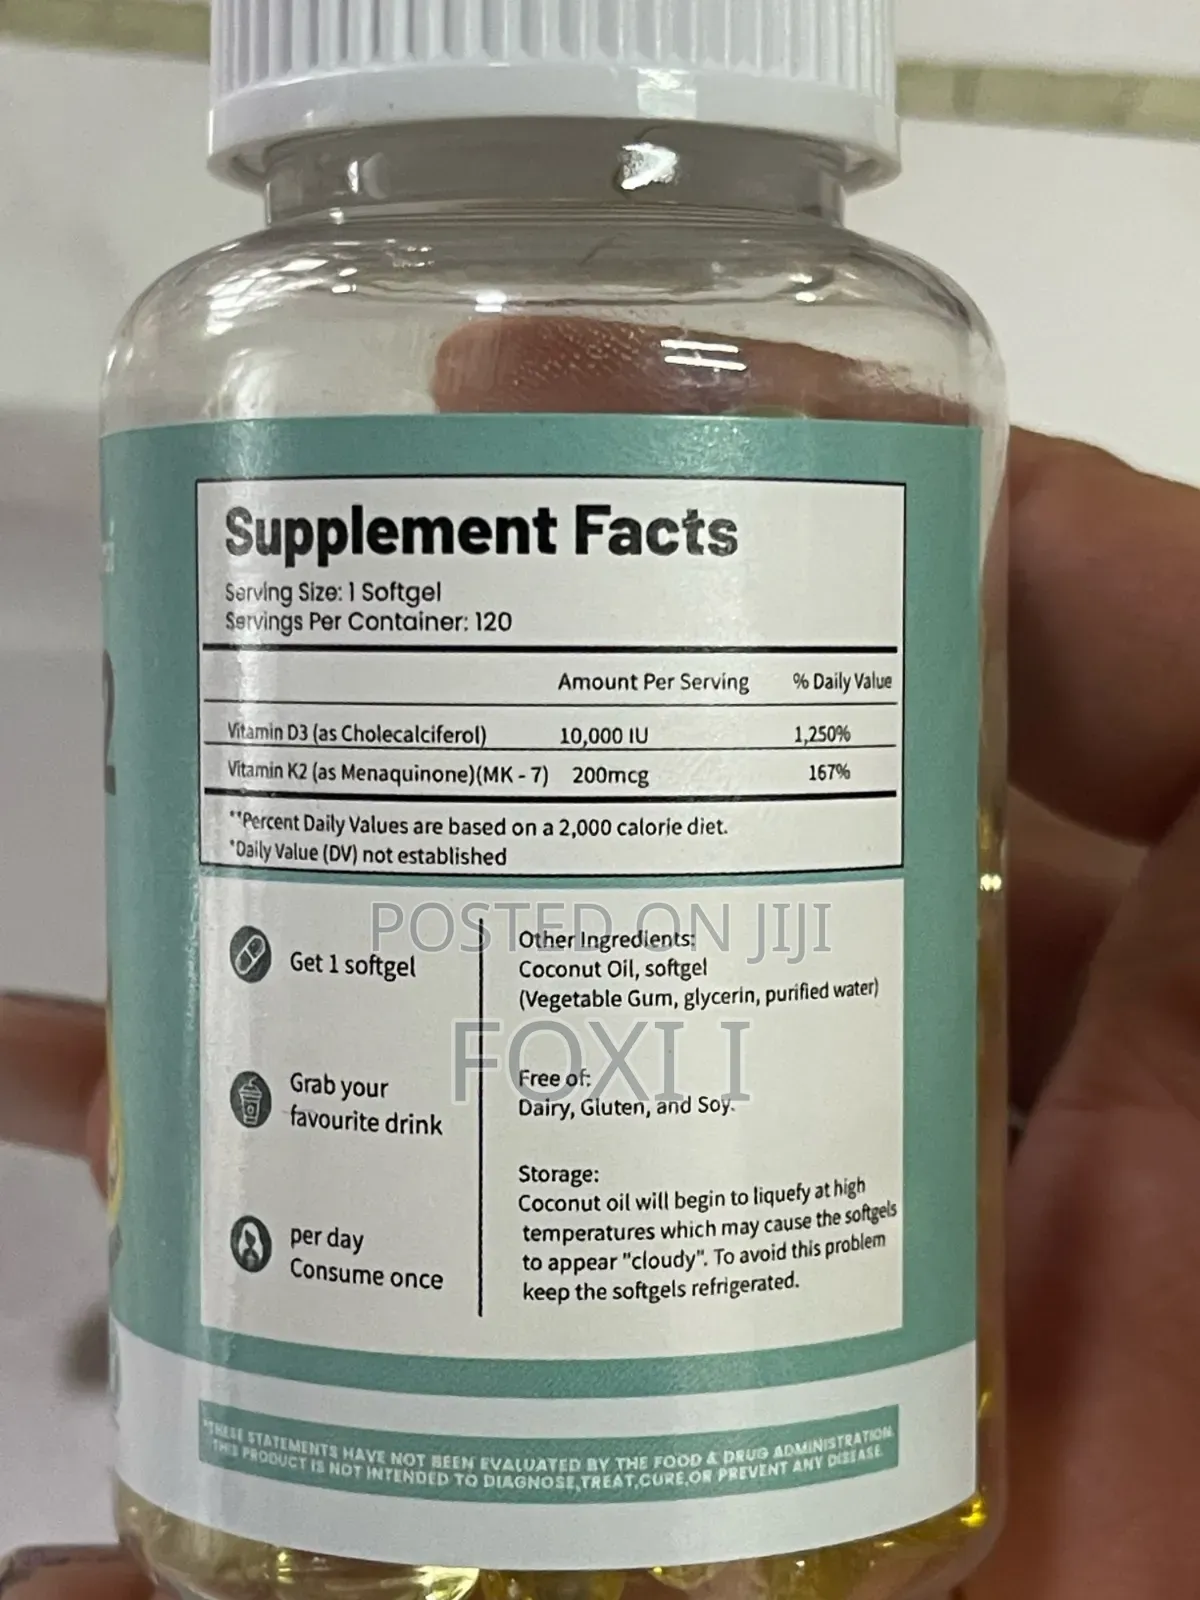 Supplement Facts
Serving Size: 1 Softgel
Servings Per Container: 120
Amount Per Serving % Daily Value
Vitamin D3 (as Cholecalciferol) 10,000 IU 1,250%
Vitamin K2 (as Menaquinone)(MK - 7) 200mcg 167%
**Percent Daily Values are based on a 2,000 calorie diet.
*Daily Value (DV) not established
Get 1 softgel
Grab your
favourite drink
per day
Consume once
Other Ingredients:
Coconut Oil, softgel
(Vegetable Gum, glycerin, purified water)
Free of:
Dairy, Gluten, and Soy.
Storage:
Coconut oil will begin to liquefy at high
temperatures which may cause the softgels
to appear "cloudy". To avoid this problem
keep the softgels refrigerated.
*THESE STATEMENTS HAVE NOT BEEN EVALUATED BY THE FOOD & DRUG ADMINISTRATION.
THIS PRODUCT IS NOT INTENDED TO DIAGNOSE,TREAT,CURE,OR PREVENT ANY DISEASE.
2
POSTED ON JIJI
FOXI I